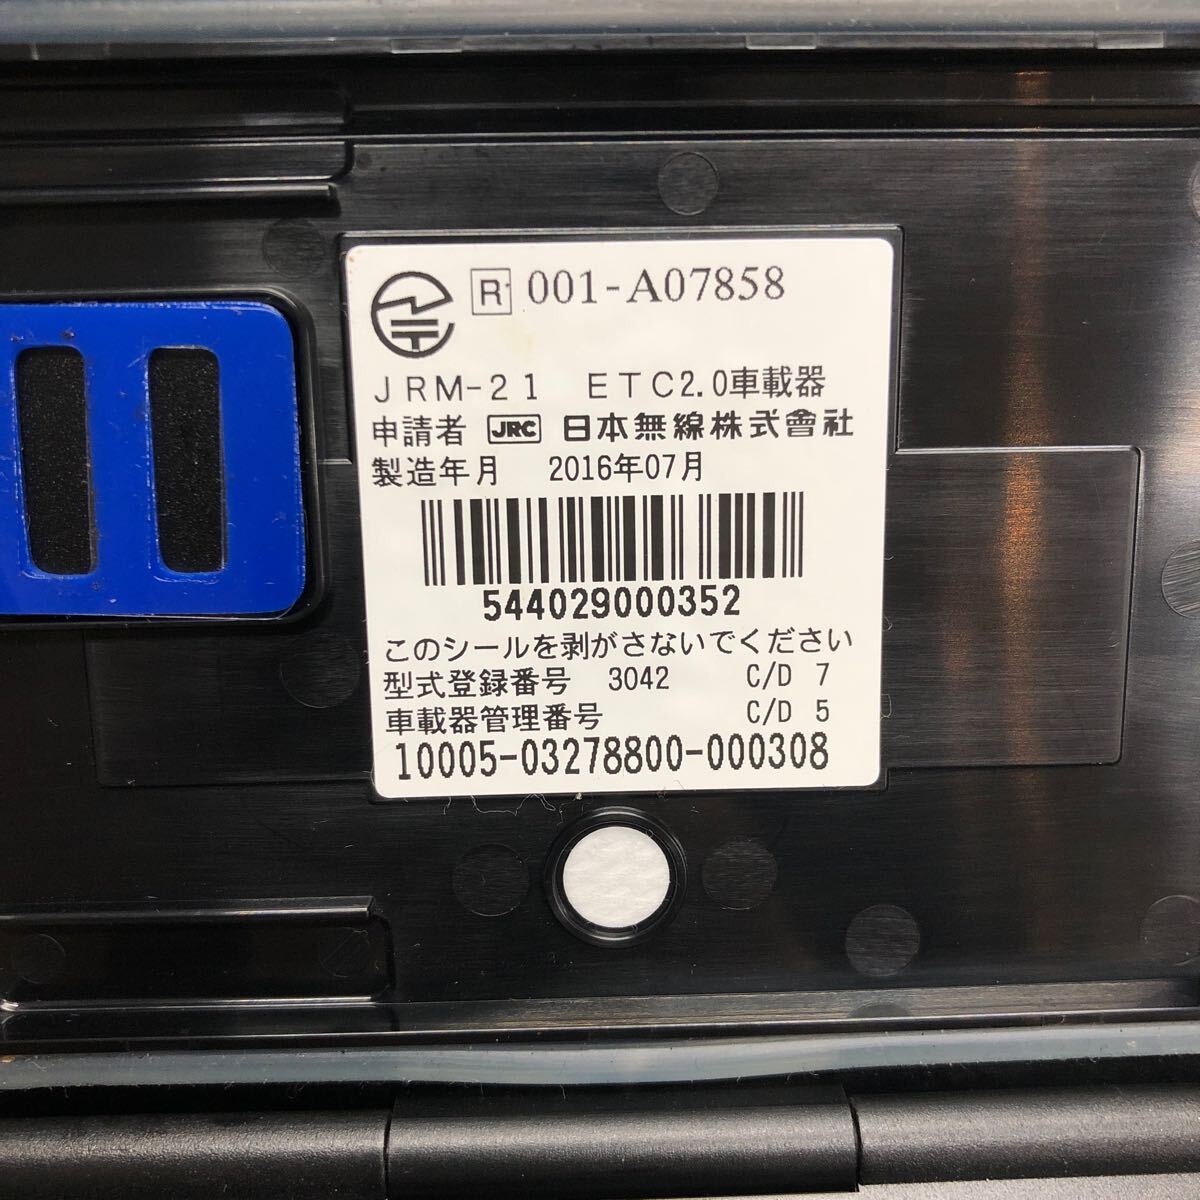 R 001-A07858
JRM-21 ETC2.0車載器
申請者 JRC 日本無線株式會社
製造年月 2016年07月
544029000352
このシールを剥がさないでください
型式登録番号 3042 C/D 7
車載器管理番号 C/D 5
10005-03278800-000308